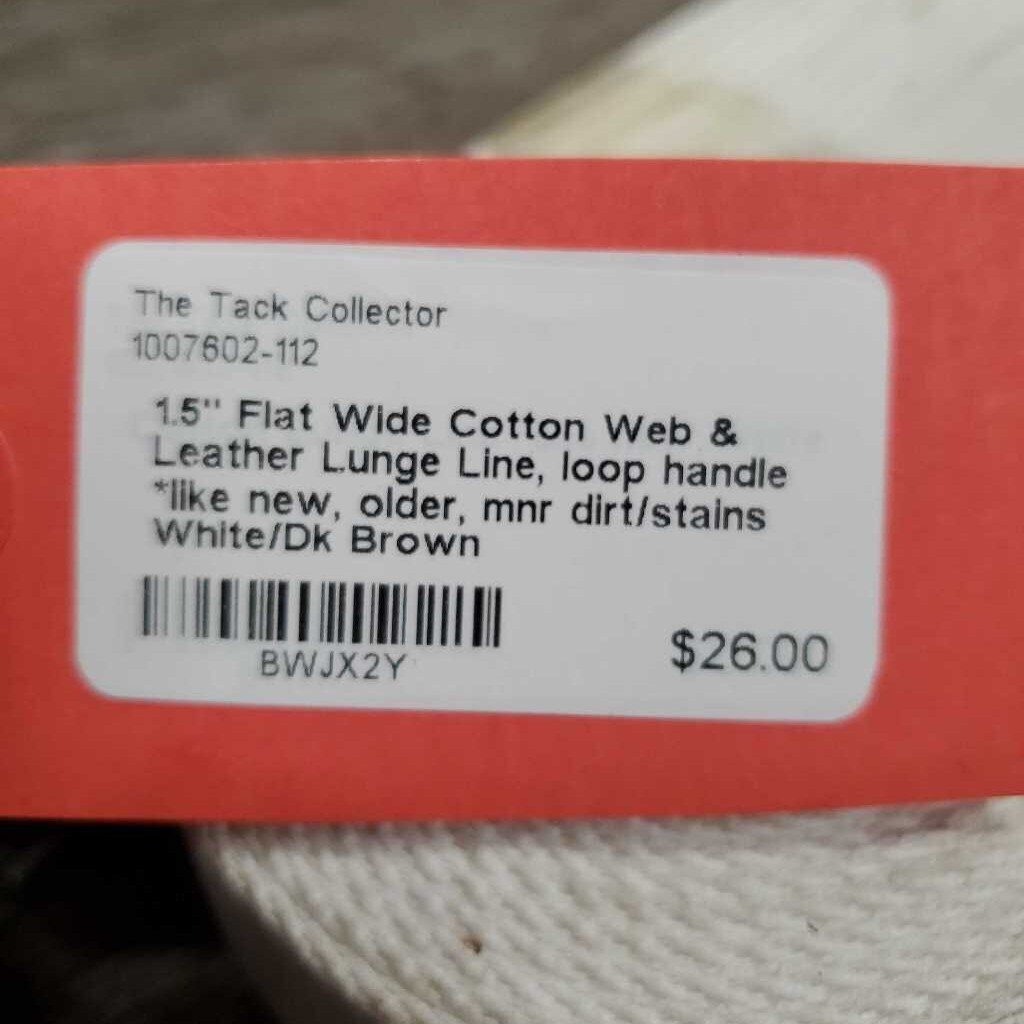 The Tack Collector
1007602-112
1.5" Flat Wide Cotton Web &
Leather Lunge Line, loop handle
*like new, older, mnr dirt/stains
White/Dk Brown
BWJX2Y
$26.00